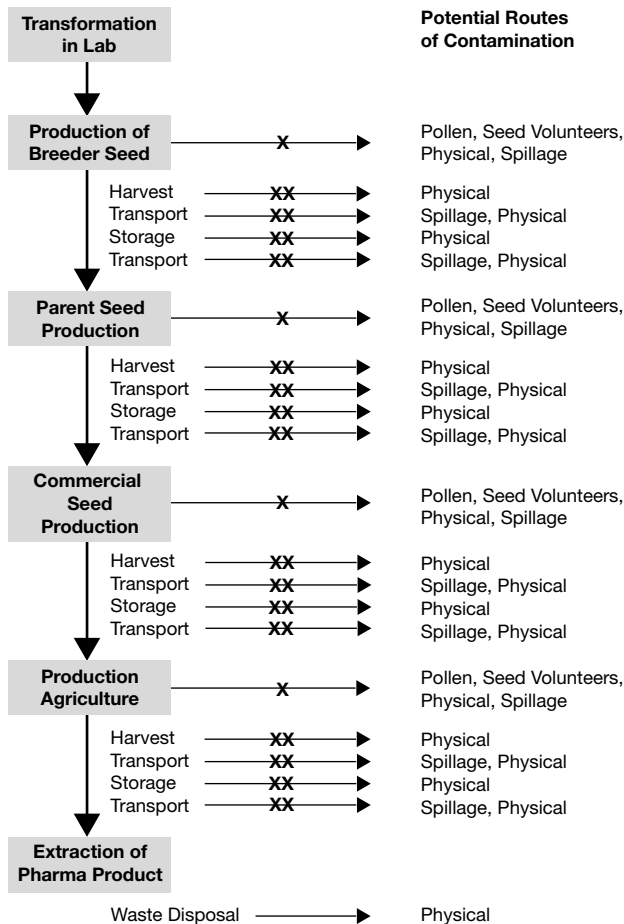 Transformation
in Lab
Potential Routes
of Contamination
Production of
Breeder Seed
X
Pollen, Seed Volunteers,
Physical, Spillage
Harvest XX Physical
Transport XX Spillage, Physical
Storage XX Physical
Transport XX Spillage, Physical
Parent Seed
Production
X
Pollen, Seed Volunteers,
Physical, Spillage
Harvest XX Physical
Transport XX Spillage, Physical
Storage XX Physical
Transport XX Spillage, Physical
Commercial
Seed
Production
X
Pollen, Seed Volunteers,
Physical, Spillage
Harvest XX Physical
Transport XX Spillage, Physical
Storage XX Physical
Transport XX Spillage, Physical
Production
Agriculture
X
Pollen, Seed Volunteers,
Physical, Spillage
Harvest XX Physical
Transport XX Spillage, Physical
Storage XX Physical
Transport XX Spillage, Physical
Extraction of
Pharma Product
Waste Disposal Physical